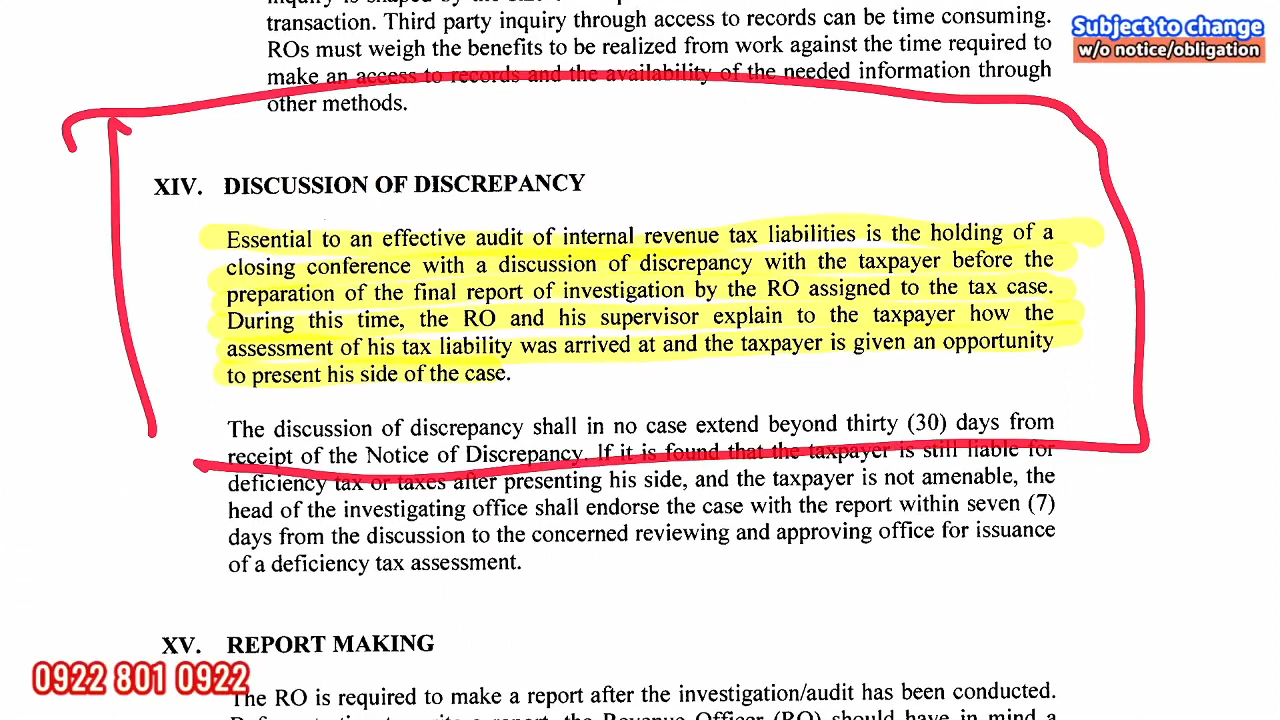 transaction. Third party inquiry through access to records can be time consuming.
ROs must weigh the benefits to be realized from work against the time required to
make an access to records and the availability of the needed information through
other methods.
Subject to change
w/o notice/obligation
XIV. DISCUSSION OF DISCREPANCY
Essential to an effective audit of internal revenue tax liabilities is the holding of a
closing conference with a discussion of discrepancy with the taxpayer before the
preparation of the final report of investigation by the RO assigned to the tax case.
During this time, the RO and his supervisor explain to the taxpayer how the
assessment of his tax liability was arrived at and the taxpayer is given an opportunity
to present his side of the case.
The discussion of discrepancy shall in no case extend beyond thirty (30) days from
receipt of the Notice of Discrepancy. If it is found that the taxpayer is still liable for
deficiency tax or taxes after presenting his side, and the taxpayer is not amenable, the
head of the investigating office shall endorse the case with the report within seven (7)
days from the discussion to the concerned reviewing and approving office for issuance
of a deficiency tax assessment.
XV. REPORT MAKING
0922 801 0922
The RO is required to make a report after the investigation/audit has been conducted.
the Revenue Officer (RO) should have in mind a